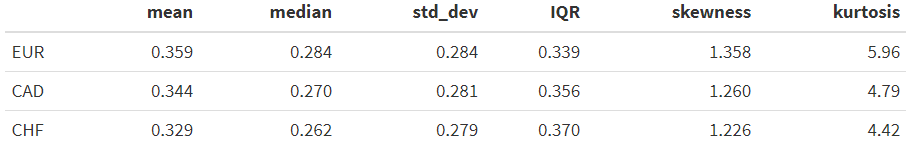 mean median std_dev IQR skewness kurtosis
EUR 0.359 0.284 0.284 0.339 1.358 5.96
CAD 0.344 0.270 0.281 0.356 1.260 4.79
CHF 0.329 0.262 0.279 0.370 1.226 4.42